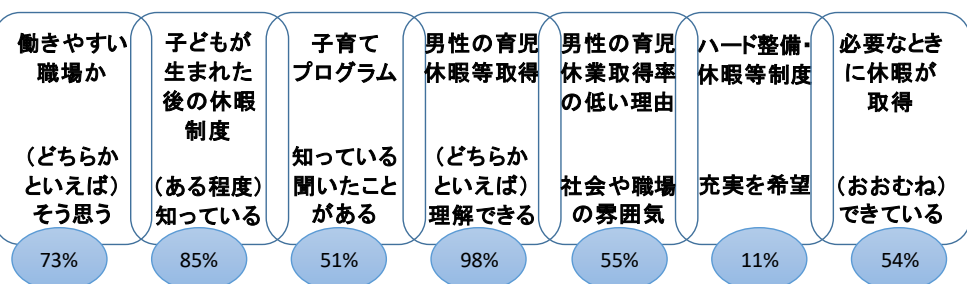 働きやすい
職場か
（どちらか
といえば）
そう思う
73%
子どもが
生まれた
後の休暇
制度
（ある程度）
知っている
85%
子育て
プログラム
知っている
聞いたこと
がある
51%
男性の育児
休暇等取得
（どちらか
といえば）
理解できる
98%
男性の育児
休業取得率
の低い理由
社会や職場
の雰囲気
55%
ハード整備・
休暇等制度
充実を希望
11%
必要なとき
に休暇が
取得
（おおむね）
できている
54%